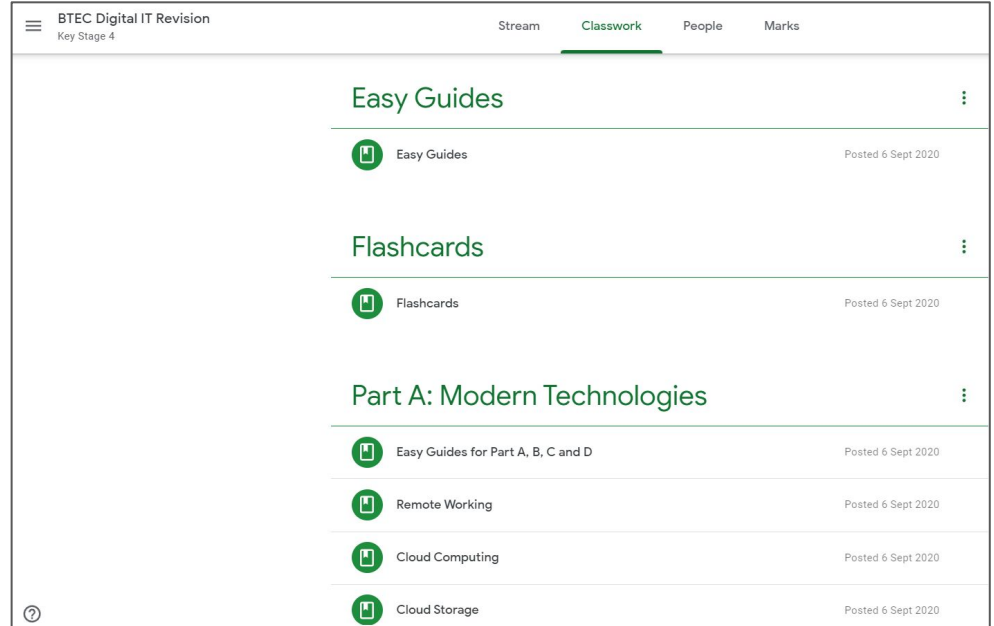 BTEC Digital IT Revision
Key Stage 4
Stream Classwork People Marks
Easy Guides
Easy Guides Posted 6 Sept 2020
Flashcards
Flashcards Posted 6 Sept 2020
Part A: Modern Technologies
Easy Guides for Part A, B, C and D Posted 6 Sept 2020
Remote Working Posted 6 Sept 2020
Cloud Computing Posted 6 Sept 2020
Cloud Storage Posted 6 Sept 2020